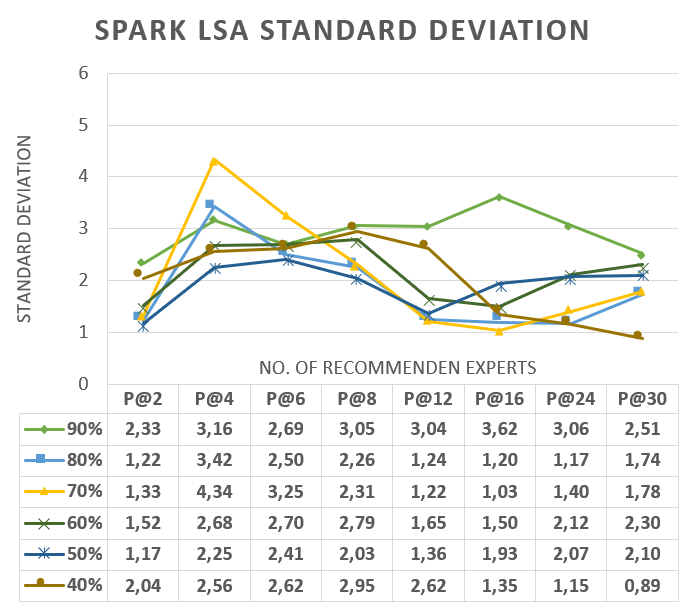 SPARK LSA STANDARD DEVIATION
STANDARD DEVIATION
6
5
4
3
2
1
0
NO. OF RECOMMENDEN EXPERTS
P@2 P@4 P@6 P@8 P@12 P@16 P@24 P@30
90% 2,33 3,16 2,69 3,05 3,04 3,62 3,06 2,51
80% 1,22 3,42 2,50 2,26 1,24 1,20 1,17 1,74
70% 1,33 4,34 3,25 2,31 1,22 1,03 1,40 1,78
60% 1,52 2,68 2,70 2,79 1,65 1,50 2,12 2,30
50% 1,17 2,25 2,41 2,03 1,36 1,93 2,07 2,10
40% 2,04 2,56 2,62 2,95 2,62 1,35 1,15 0,89